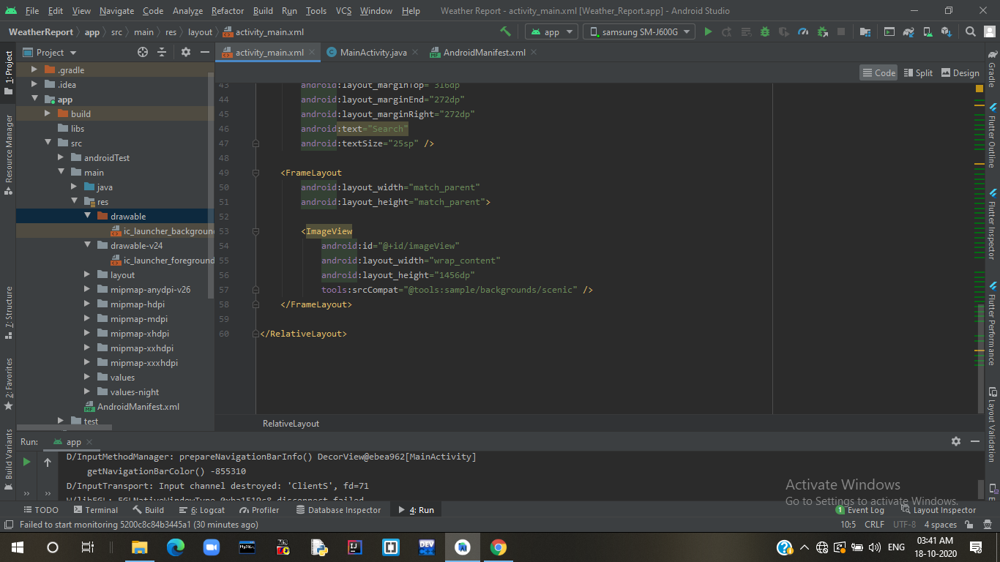 File Edit View Navigate Code Analyze Refactor Build Run Tools VCS Window Help Weather Report - activity_main.xml [Weather_Report.app] - Android Studio
WeatherReport app src main res layout activity_main.xml app samsung SM-J600G
Project activity_main.xml MainActivity.java AndroidManifest.xml
Code Split Design
1: Project
Resource Manager
7: Structure
2: Favorites
Build Variants
.gradle
.idea
app
build
libs
src
androidTest
main
java
res
drawable
ic_launcher_backgroun
drawable-v24
ic_launcher_foreground
layout
mipmap-anydpi-v26
mipmap-hdpi
mipmap-mdpi
mipmap-xhdpi
mipmap-xxhdpi
mipmap-xxxhdpi
values
values-night
AndroidManifest.xml
test
43 android:layout_marginTop="316dp"
44 android:layout_marginEnd="272dp"
45 android:layout_marginRight="272dp"
46 android:text="Search"
47 android:textSize="25sp" />
48
49 <FrameLayout
50 android:layout_width="match_parent"
51 android:layout_height="match_parent">
52
53 <ImageView
54 android:id="@+id/imageView"
55 android:layout_width="wrap_content"
56 android:layout_height="1456dp"
57 tools:srcCompat="@tools:sample/backgrounds/scenic" />
58 </FrameLayout>
59
60 </RelativeLayout>
RelativeLayout
Gradle
Flutter Outline
Flutter Inspector
Flutter Performance
Layout Validation
Run: app
D/InputMethodManager: prepareNavigationBarInfo() DecorView@ebea962[MainActivity]
getNavigationBarColor() -855310
D/InputTransport: Input channel destroyed: 'ClientS', fd=71
Activate Windows
Go to Settings to activate Windows.
TODO Terminal Build 6: Logcat Profiler Database Inspector 4: Run 1 Event Log Layout Inspector
Failed to start monitoring 5200c8c84b3445a1 (30 minutes ago) 10:5 CRLF UTF-8 4 spaces
ENG 03:41 AM
18-10-2020